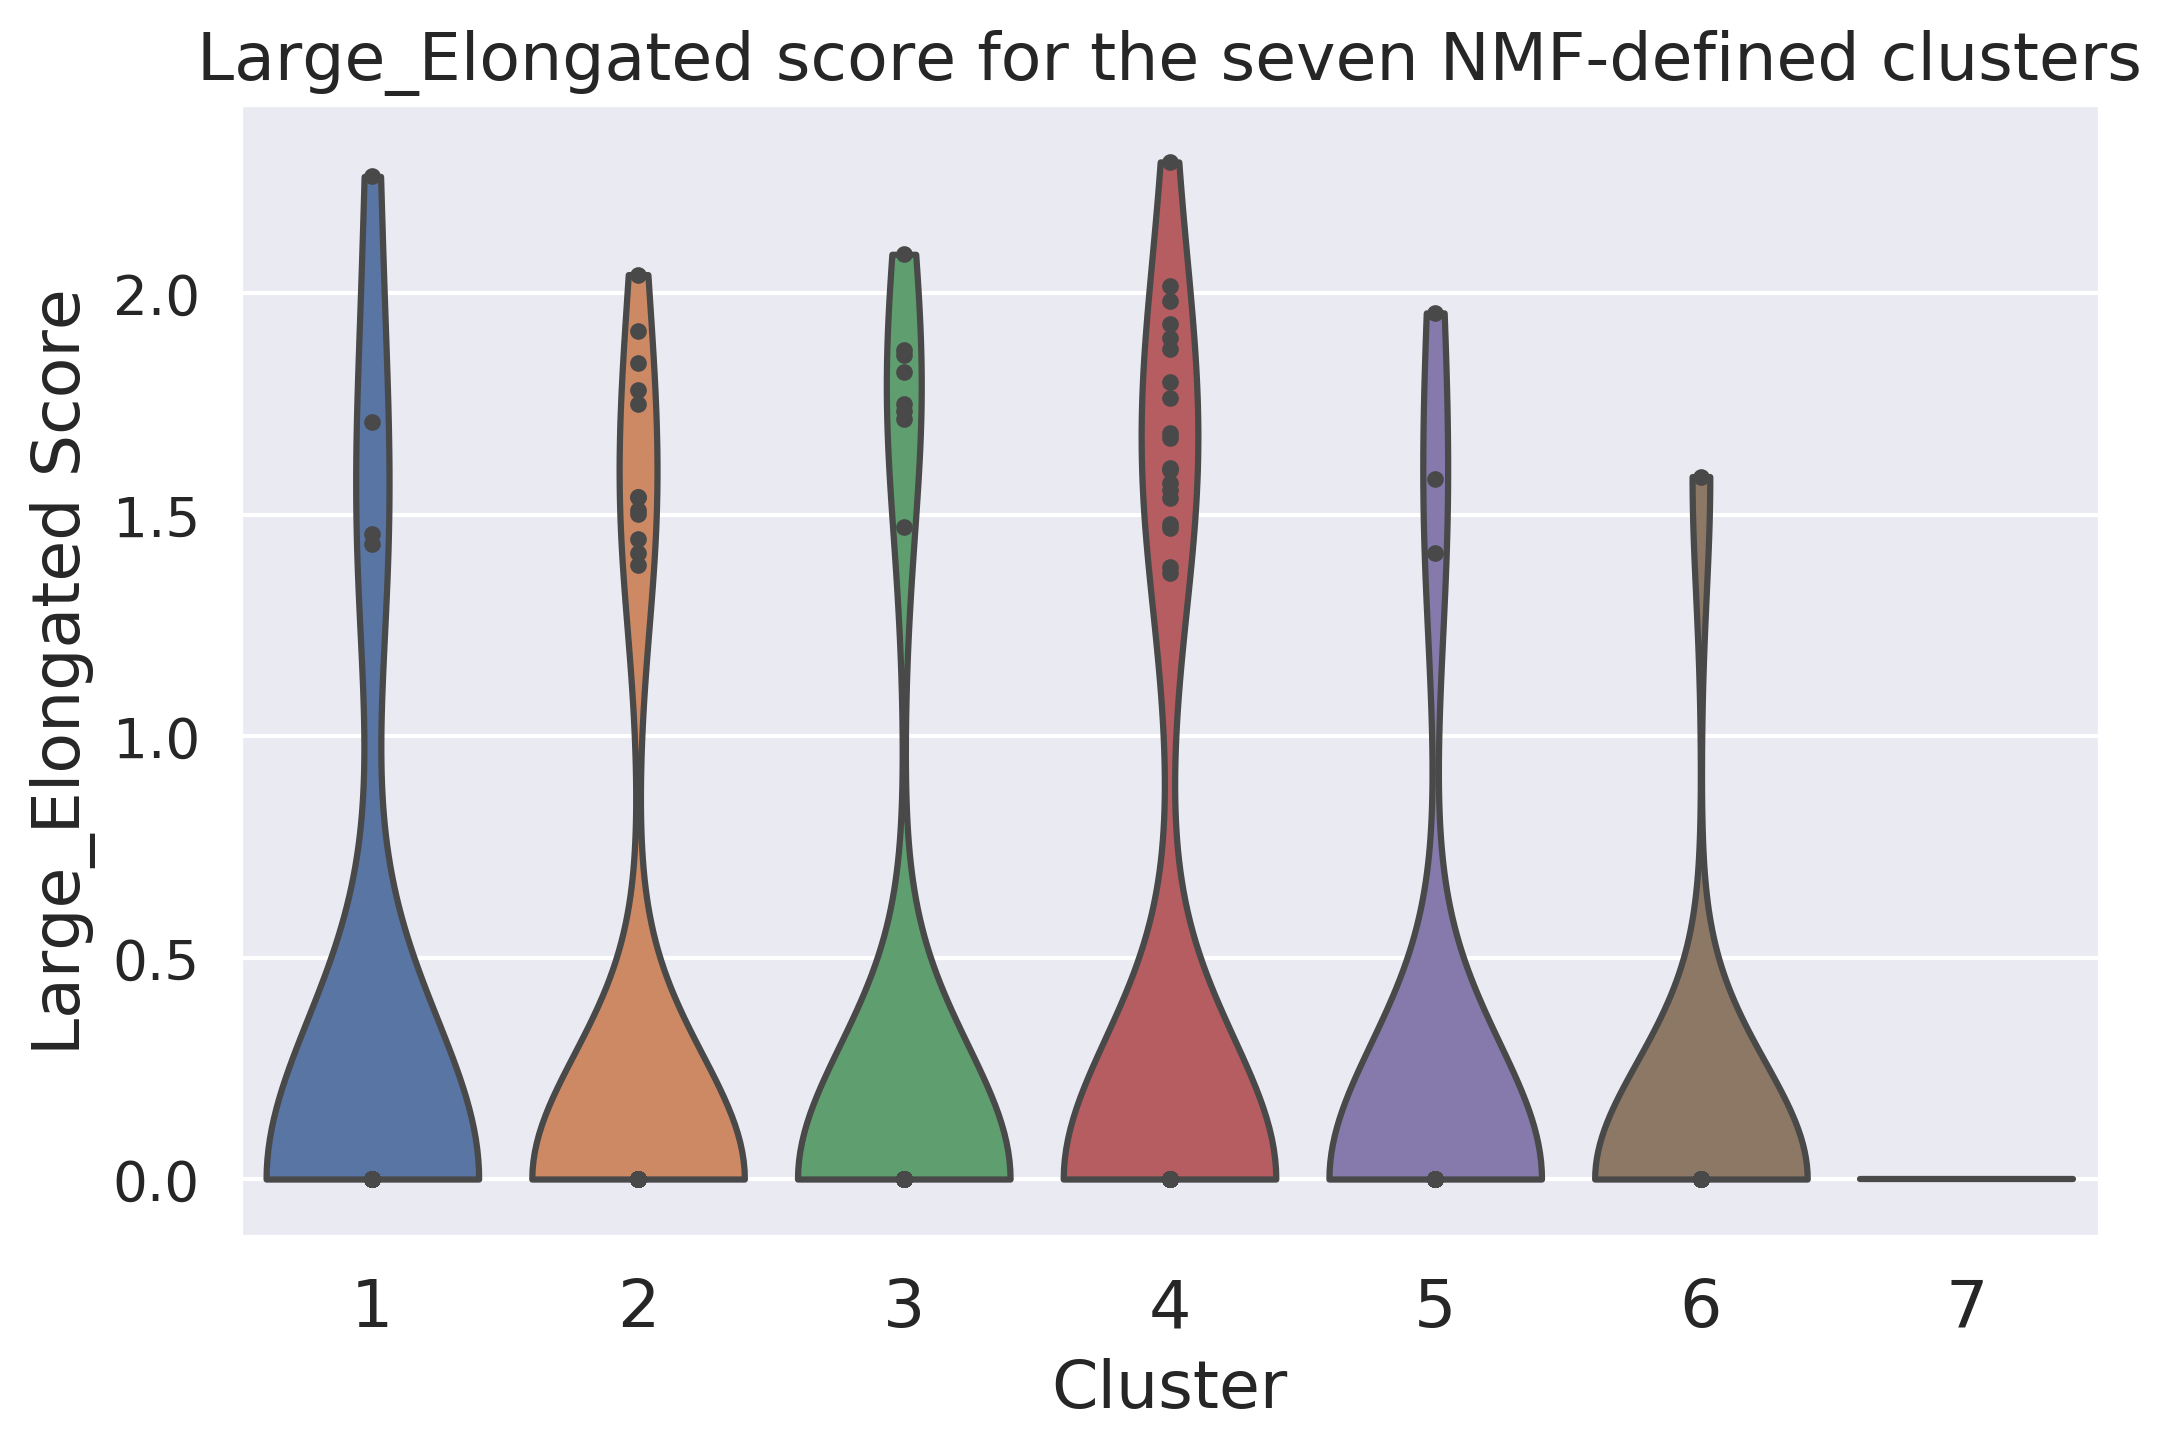 Large_Elongated score for the seven NMF-defined clusters
Large_Elongated Score
2.0
1.5
1.0
0.5
0.0
1 2 3 4 5 6 7
Cluster